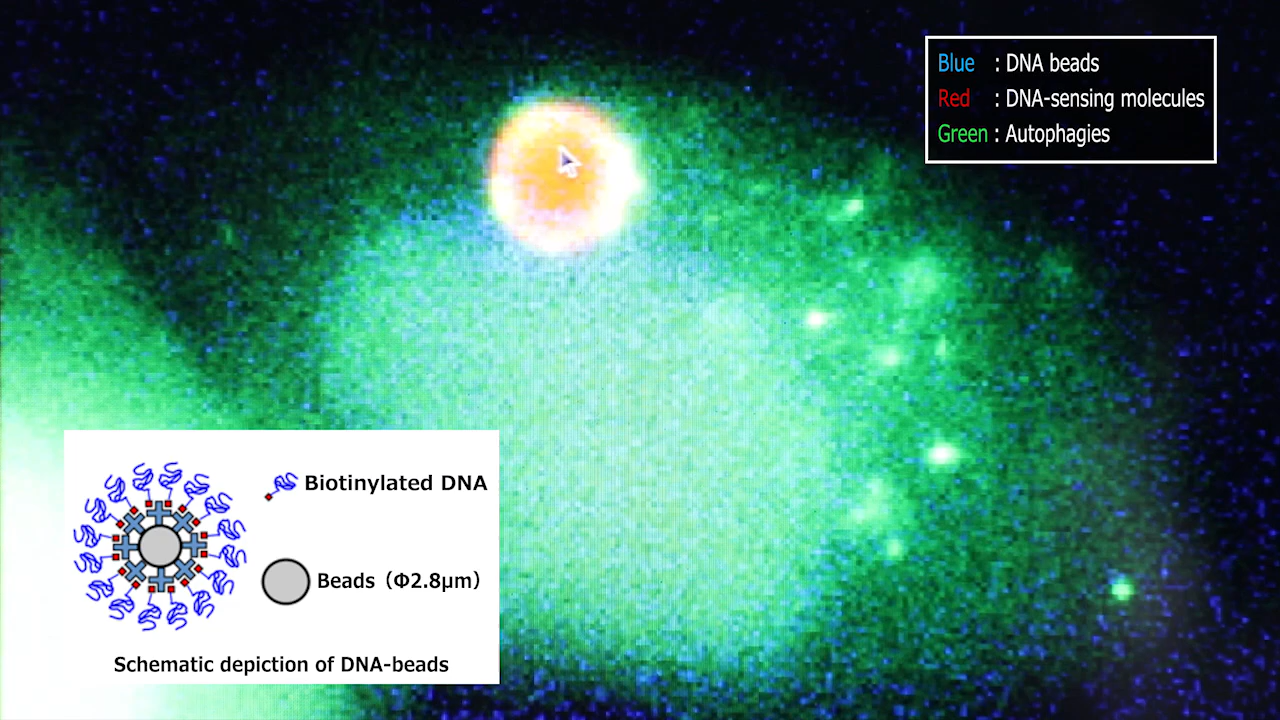 Blue : DNA beads
Red : DNA-sensing molecules
Green : Autophagies
Biotinylated DNA
Beads（Φ2.8μm）
Schematic depiction of DNA-beads